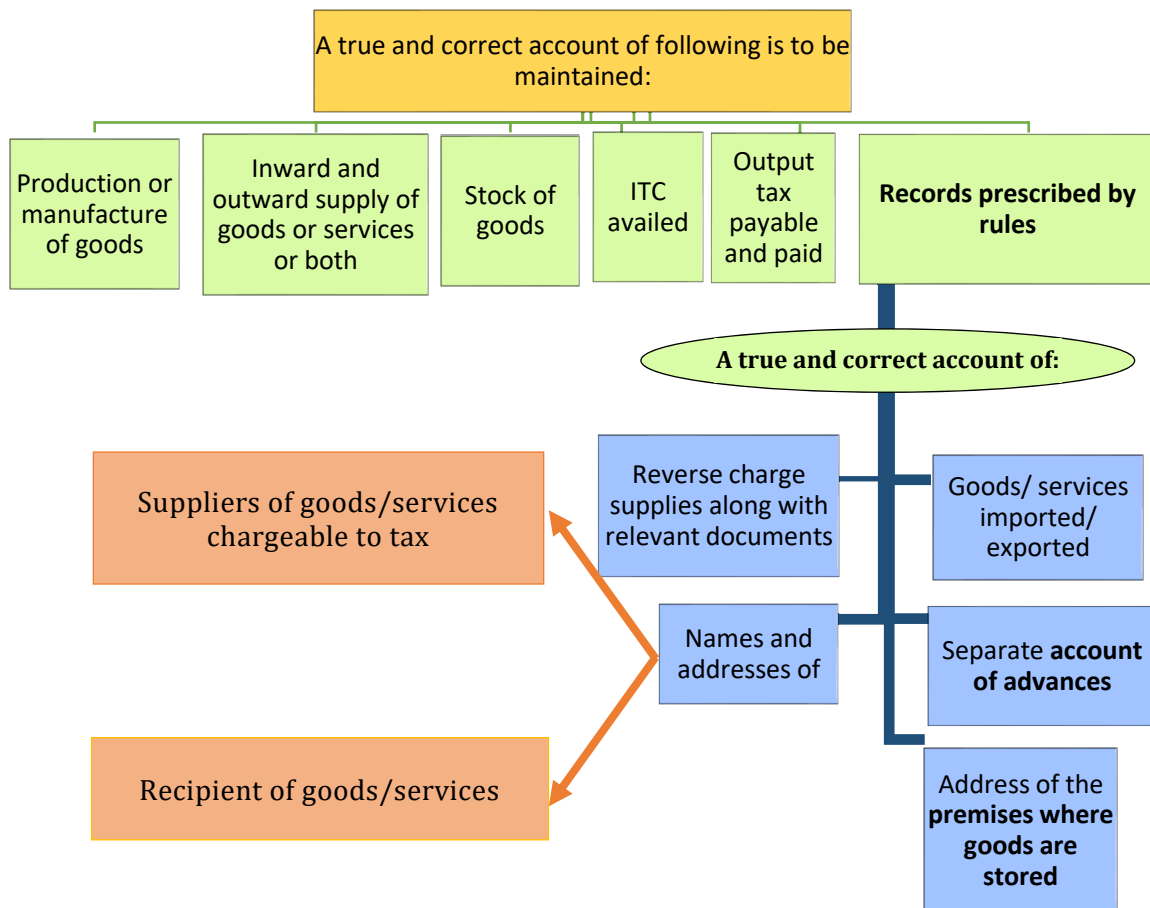 A true and correct account of following is to be
maintained:
Production or
manufacture
of goods
Inward and
outward supply of
goods or services
or both
Stock of
goods
ITC
availed
Output
tax
payable
and paid
Records prescribed by
rules
A true and correct account of:
Reverse charge
supplies along with
relevant documents
Goods/ services
imported/
exported
Suppliers of goods/services
chargeable to tax
Names and
addresses of
Separate account
of advances
Recipient of goods/services
Address of the
premises where
goods are
stored